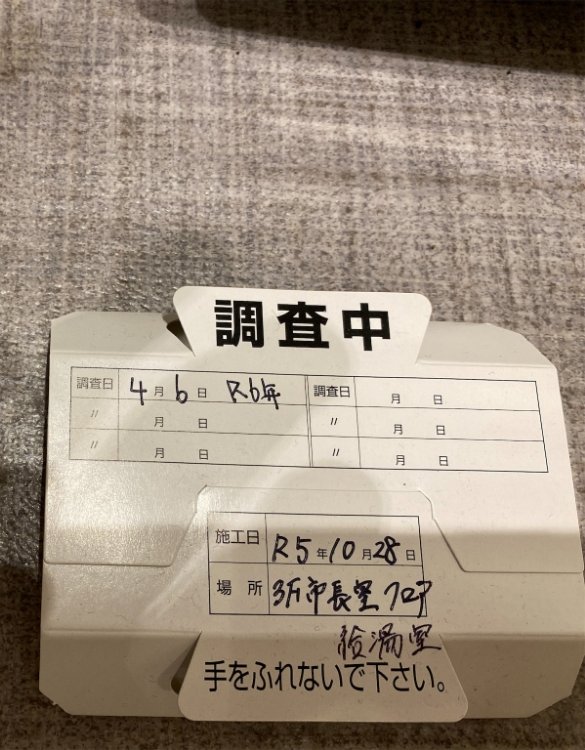 調査中
調査日 4月6日 R6年 調査日 月 日
〃 月 日 〃 月 日
〃 月 日 〃 月 日
施工日 R5年10月28日
場所 3F市長室フロア
給湯室
手をふれないで下さい。